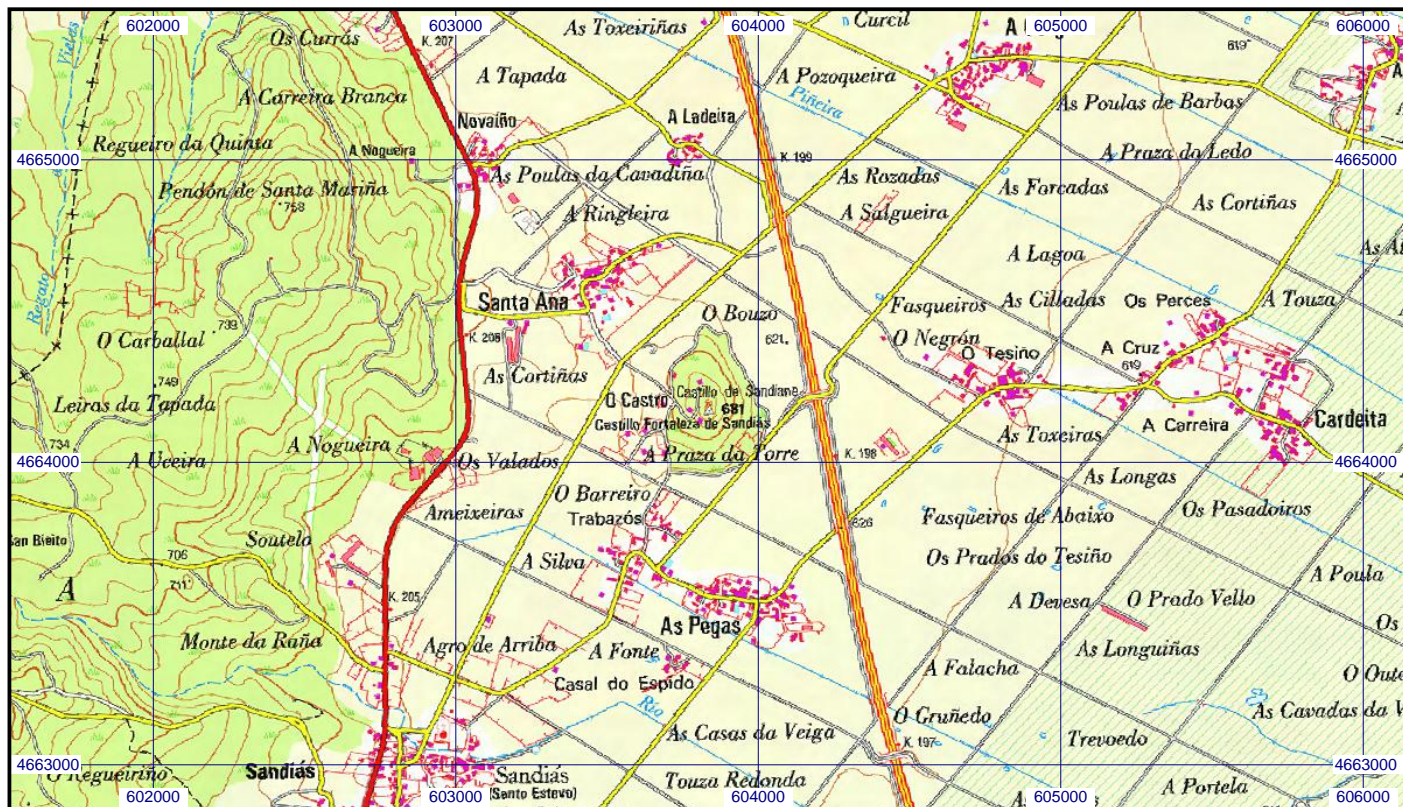 602000
603000
604000
605000
606000
Vietas
Os Currás
K. 207
As Toxeiriñas
Curcil
A
619
A Tapada
A Pozoqueira
A Carreira Branca
Piñeira
As Poulas de Barbas
Regueiro da Quinta
Novaiño
A Ladeira
4665000
A Nogueira
K. 199
A Praza do Ledo
4665000
Pendón de Santa Mariña
As Poulas da Cavadiña
As Rozadas
As Forcadas
758
A Ringleira
A Salgueira
As Cortiñas
A Lagoa
Regato
Santa Ana
Fasqueiros
As Cilladas
Os Perces
A Touza
739
O Bouzo
O Carballal
K. 206
621
O Negrón
A Cruz
O Tesiño
As Cortiñas
619
749
Castillo de Sandiane
Leiras da Tapada
O Castro
681
Castillo Fortaleza de Sandiás
Cardeita
734
A Nogueira
A Carreira
As Toxeiras
A Uceira
Os Valados
A Praza da Torre
K. 198
4664000
4664000
As Longas
O Barreiro
Ameixeiras
Trabazós
626
Fasqueiros de Abaixo
Os Pasadoiros
San Bieito
Soutelo
706
A Silva
Os Prados do Tesiño
711
A Poula
A
K. 205
A Devesa
O Prado Vello
As Pegas
Os
Monte da Raña
Agro de Arriba
A Fonte
As Longuiñas
A Falacha
Casal do Espido
Río
O Gruñedo
As Casas da Veiga
As Cavadas da V
Trevoedo
K. 197
4663000
O Regueiriño
Sandiás
Sandiás
(Santo Estevo)
Touza Redonda
A Portela
4663000
602000
603000
604000
605000
606000